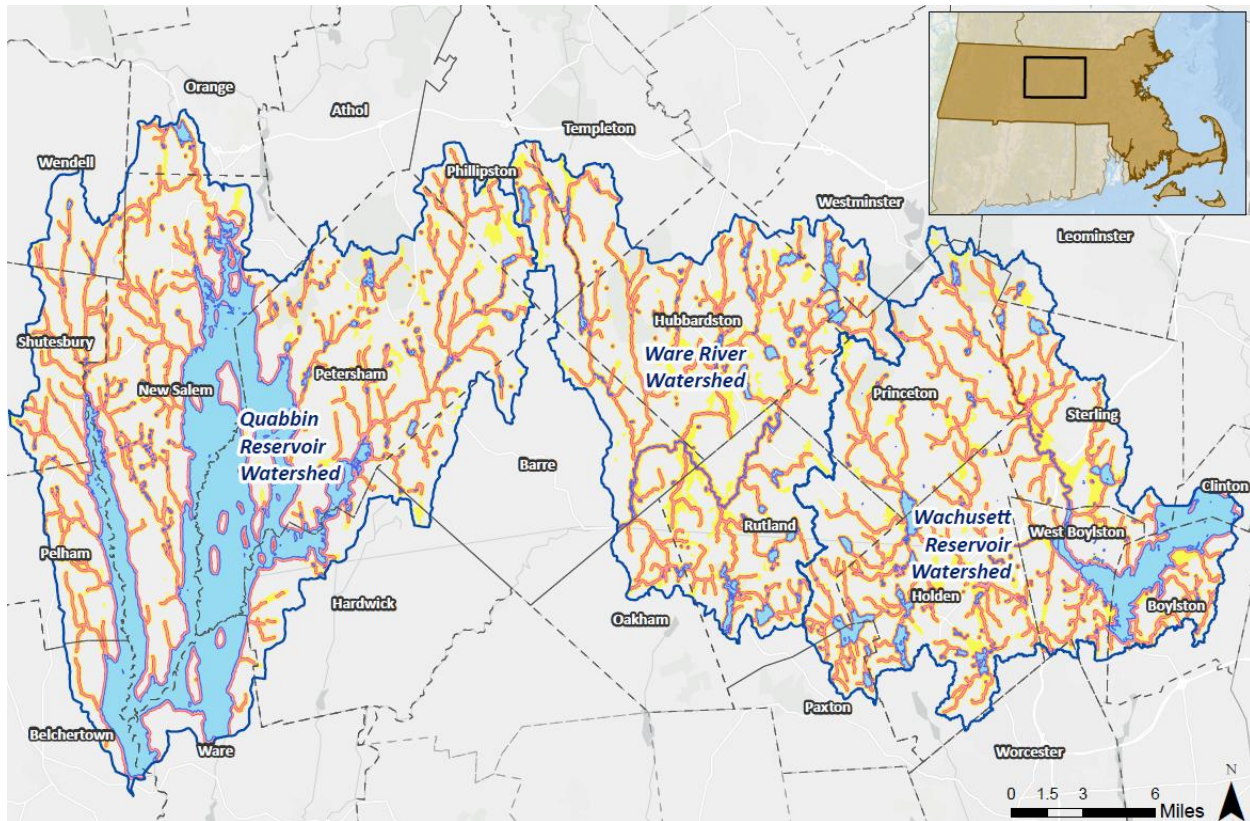 Orange
Athol
Templeton
Wendell
Phillipston
Westminster
Leominster
Shutesbury
Hubbardston
Ware River
Watershed
New Salem
Petersham
Princeton
Sterling
Quabbin
Reservoir
Watershed
Barre
Clinton
Rutland
Wachusett
Reservoir
Watershed
West Boylston
Pelham
Holden
Hardwick
Oakham
Boylston
Paxton
Belchertown
Ware
Worcester
N
0 1.5 3 6
Miles